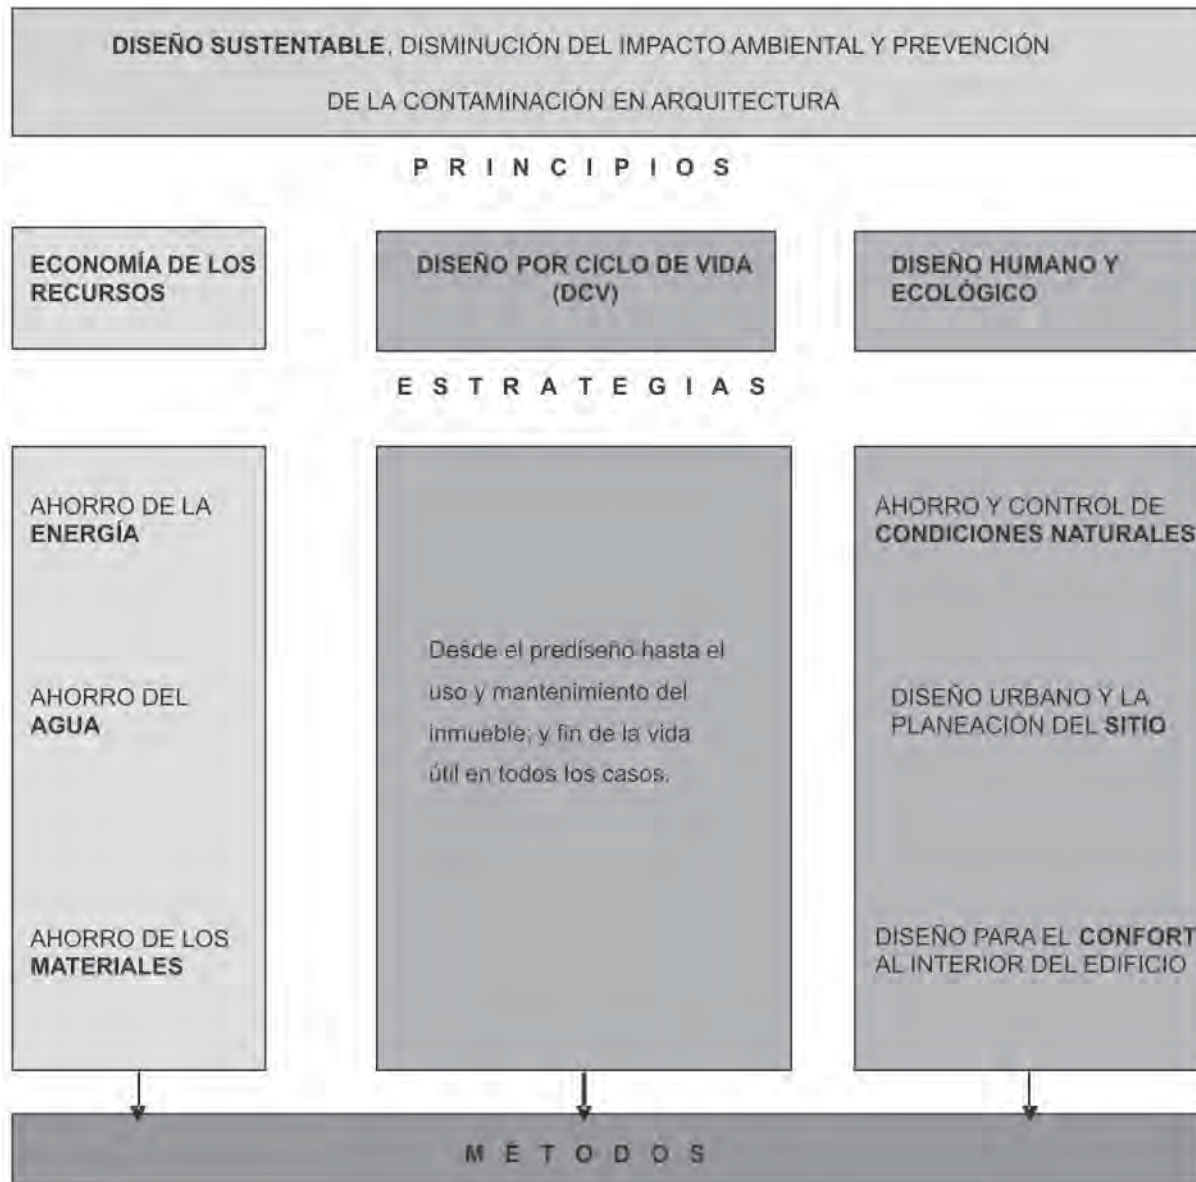 DISEÑO SUSTENTABLE, DISMINUCIÓN DEL IMPACTO AMBIENTAL Y PREVENCIÓN
DE LA CONTAMINACIÓN EN ARQUITECTURA
PRINCIPIOS
ECONOMÍA DE LOS
RECURSOS
DISEÑO POR CICLO DE VIDA
(DCV)
DISEÑO HUMANO Y
ECOLÓGICO
ESTRATEGIAS
AHORRO DE LA
ENERGÍA
AHORRO DEL
AGUA
AHORRO DE LOS
MATERIALES
Desde el prediseño hasta el
uso y mantenimiento del
inmueble; y fin de la vida
útil en todos los casos.
AHORRO Y CONTROL DE
CONDICIONES NATURALES
DISEÑO URBANO Y LA
PLANEACIÓN DEL SITIO
DISEÑO PARA EL CONFORT
AL INTERIOR DEL EDIFICIO
MÉTODOS